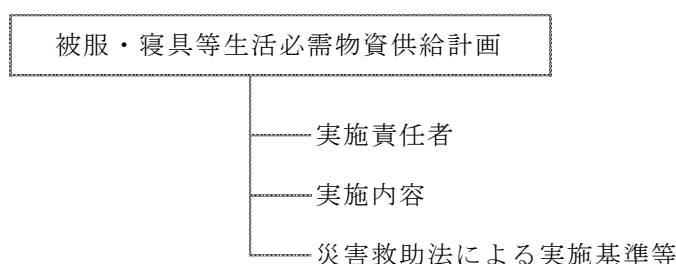 被服・寝具等生活必需物資供給計画
実施責任者
実施内容
災害救助法による実施基準等